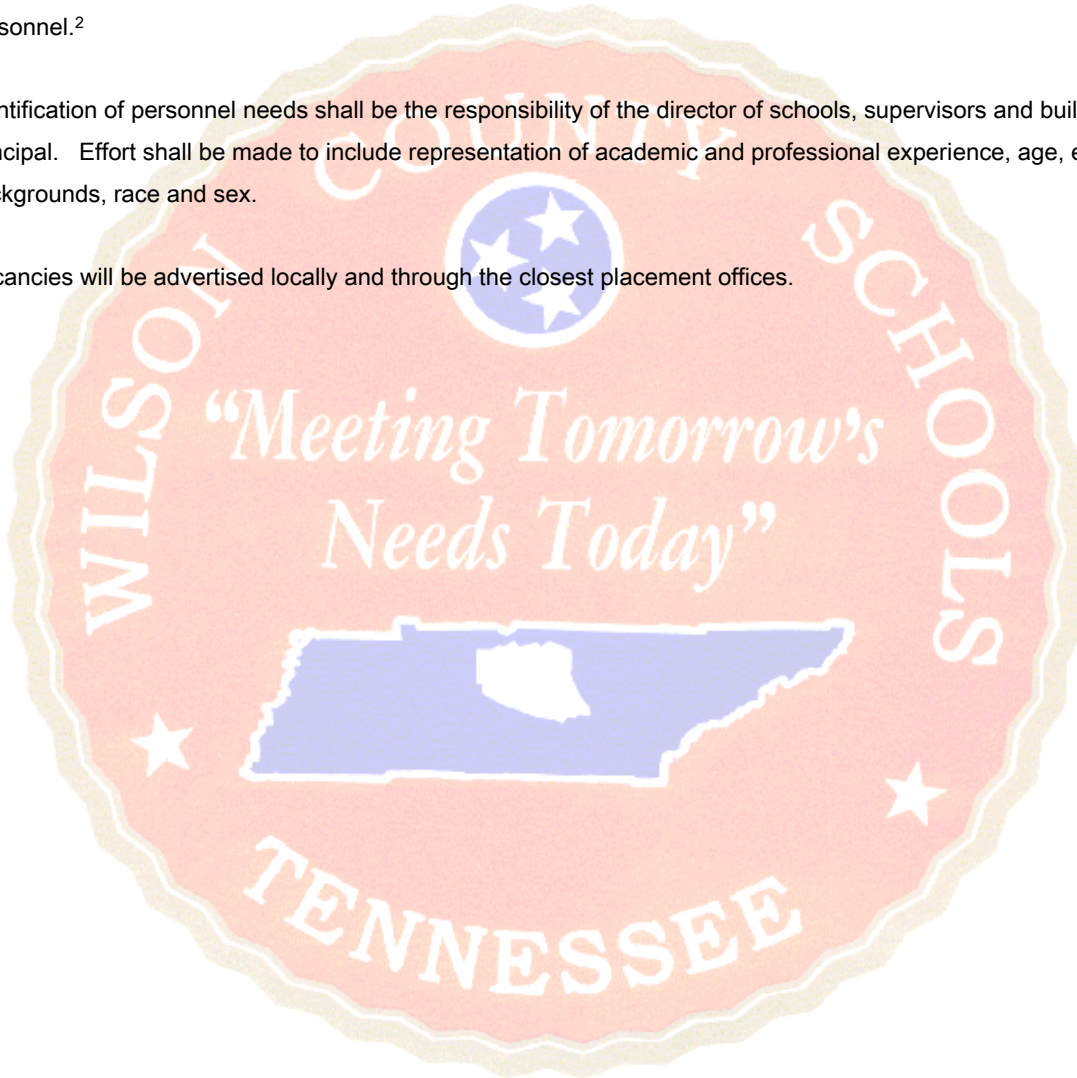 sonnel.²
ntification of personnel needs shall be the responsibility of the director of schools, supervisors and buil
ncipal. Effort shall be made to include representation of academic and professional experience, age, e
ckgrounds, race and sex.
cancies will be advertised locally and through the closest placement offices.
WILSON COUNTY SCHOOLS
“Meeting Tomorrow's
Needs Today”
TENNESSEE